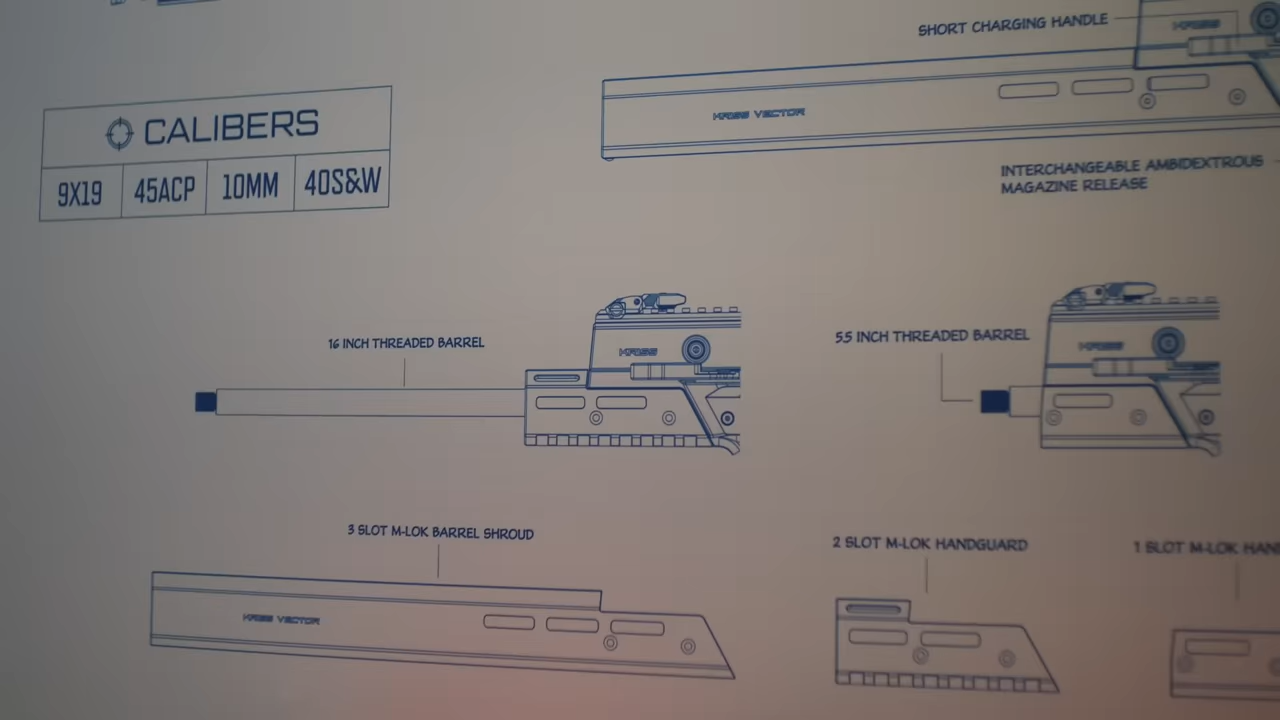 SHORT CHARGING HANDLE
KRISS
KRISS VECTOR
CALIBERS
9X19 45ACP 10MM 40S&W
INTERCHANGEABLE AMBIDEXTROUS
MAGAZINE RELEASE
16 INCH THREADED BARREL
KRISS
5.5 INCH THREADED BARREL
KRISS
3 SLOT M-LOK BARREL SHROUD
KRISS VECTOR
2 SLOT M-LOK HANDGUARD
1 SLOT M-LOK HAN